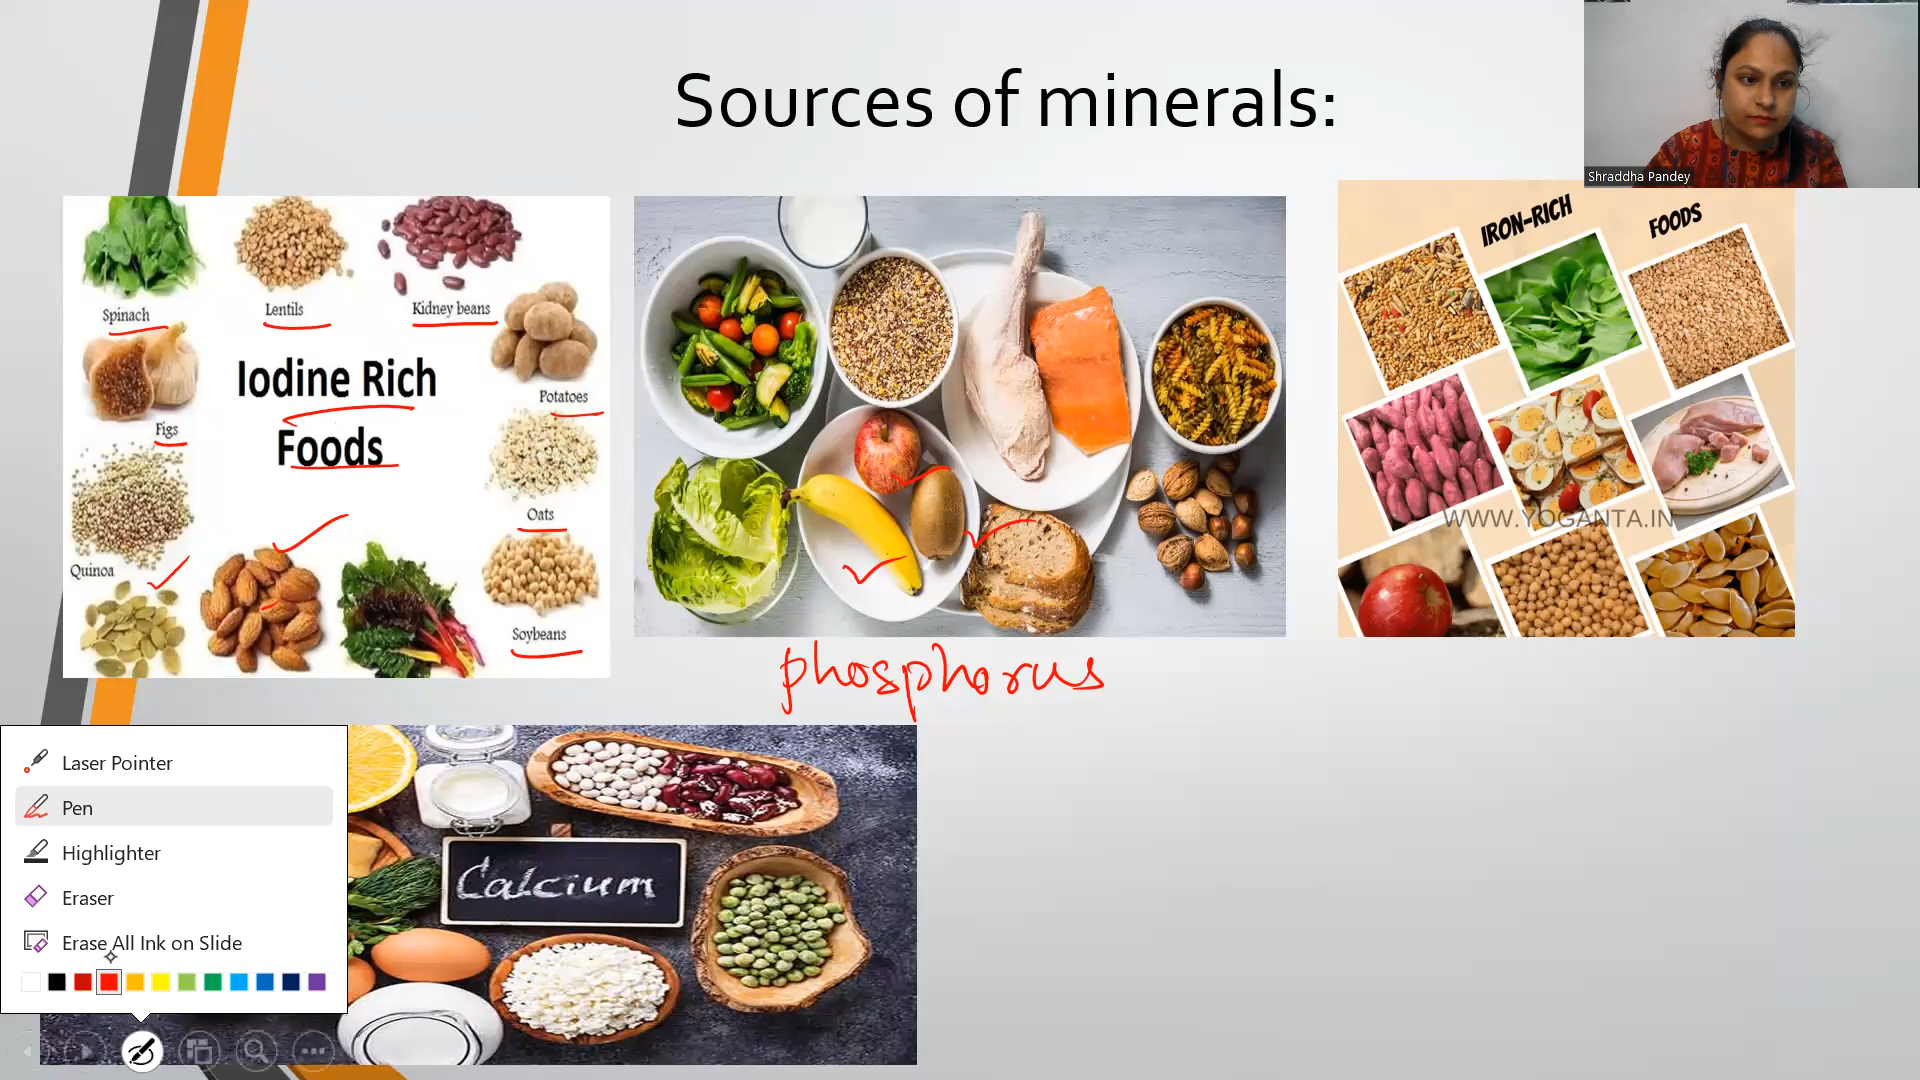 Sources of minerals:
Shraddha Pandey
Spinach
Lentils
Kidney beans
Potatoes
Iodine Rich
Foods
Figs
Oats
Quinoa
Soybeans
IRON-RICH FOODS
WWW.YOGANTA.IN
phosphorus
Calcium
Laser Pointer
Pen
Highlighter
Eraser
Erase All Ink on Slide